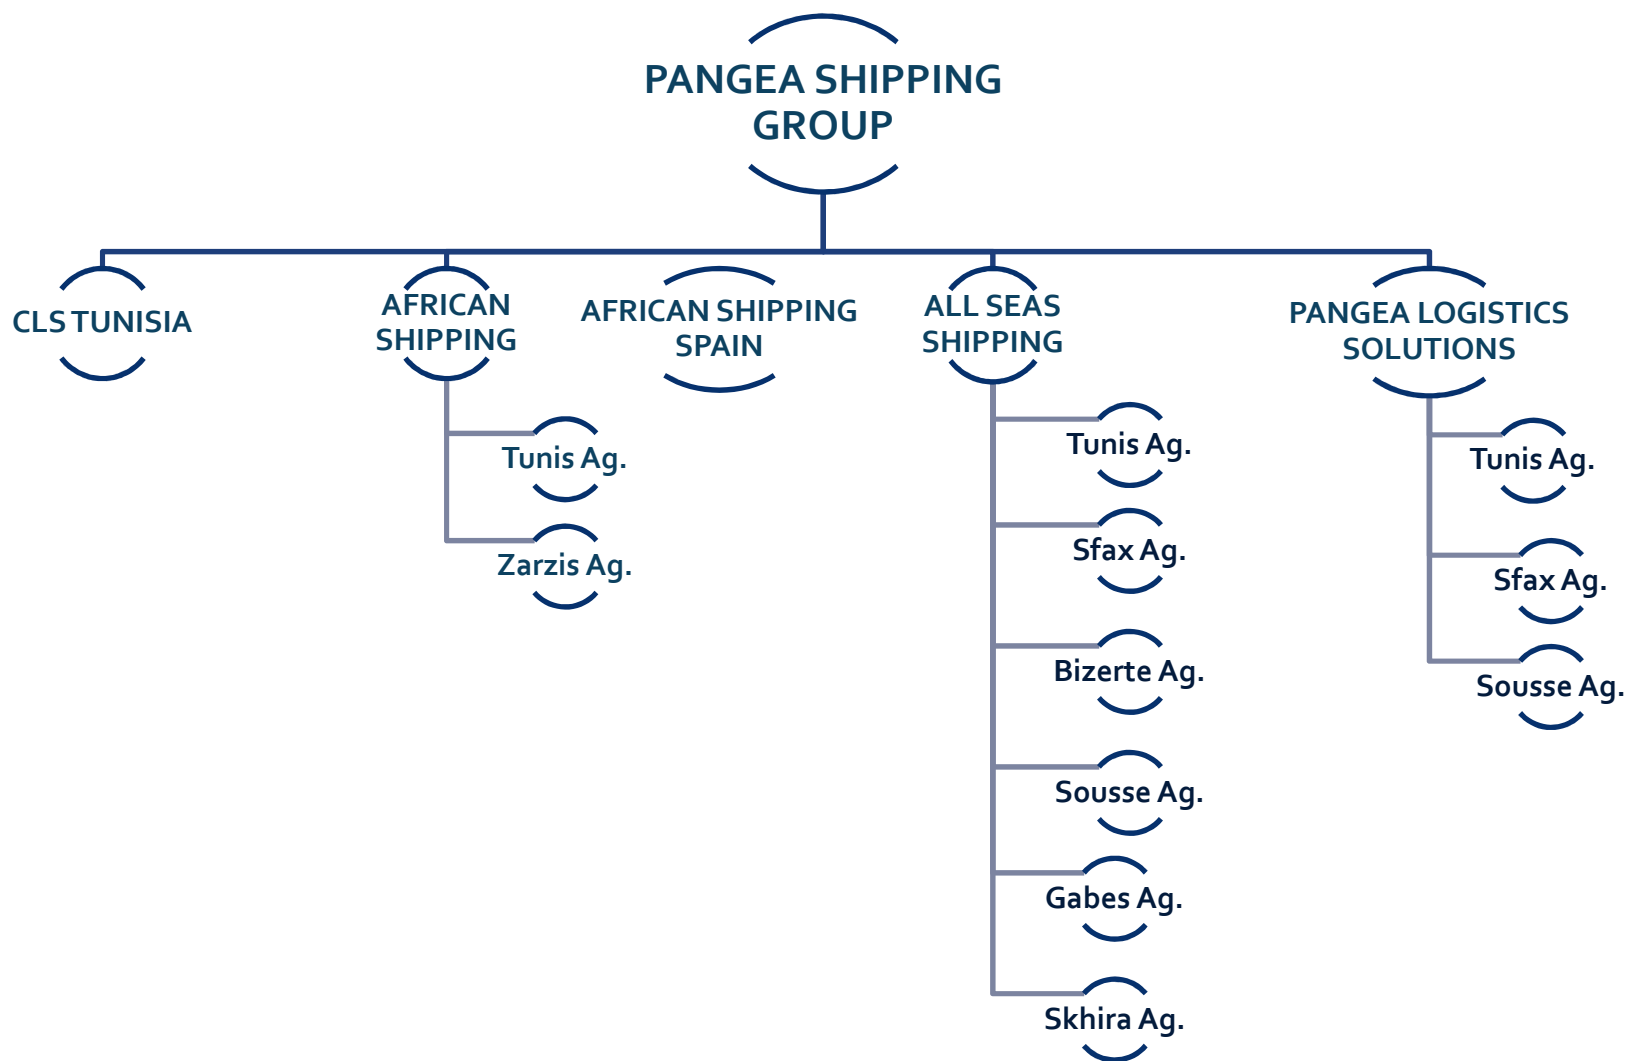 PANGEA SHIPPING
GROUP
CLS TUNISIA
AFRICAN
SHIPPING
AFRICAN SHIPPING
SPAIN
ALL SEAS
SHIPPING
PANGEA LOGISTICS
SOLUTIONS
Tunis Ag.
Zarzis Ag.
Tunis Ag.
Sfax Ag.
Bizerte Ag.
Sousse Ag.
Gabes Ag.
Skhira Ag.
Tunis Ag.
Sfax Ag.
Sousse Ag.